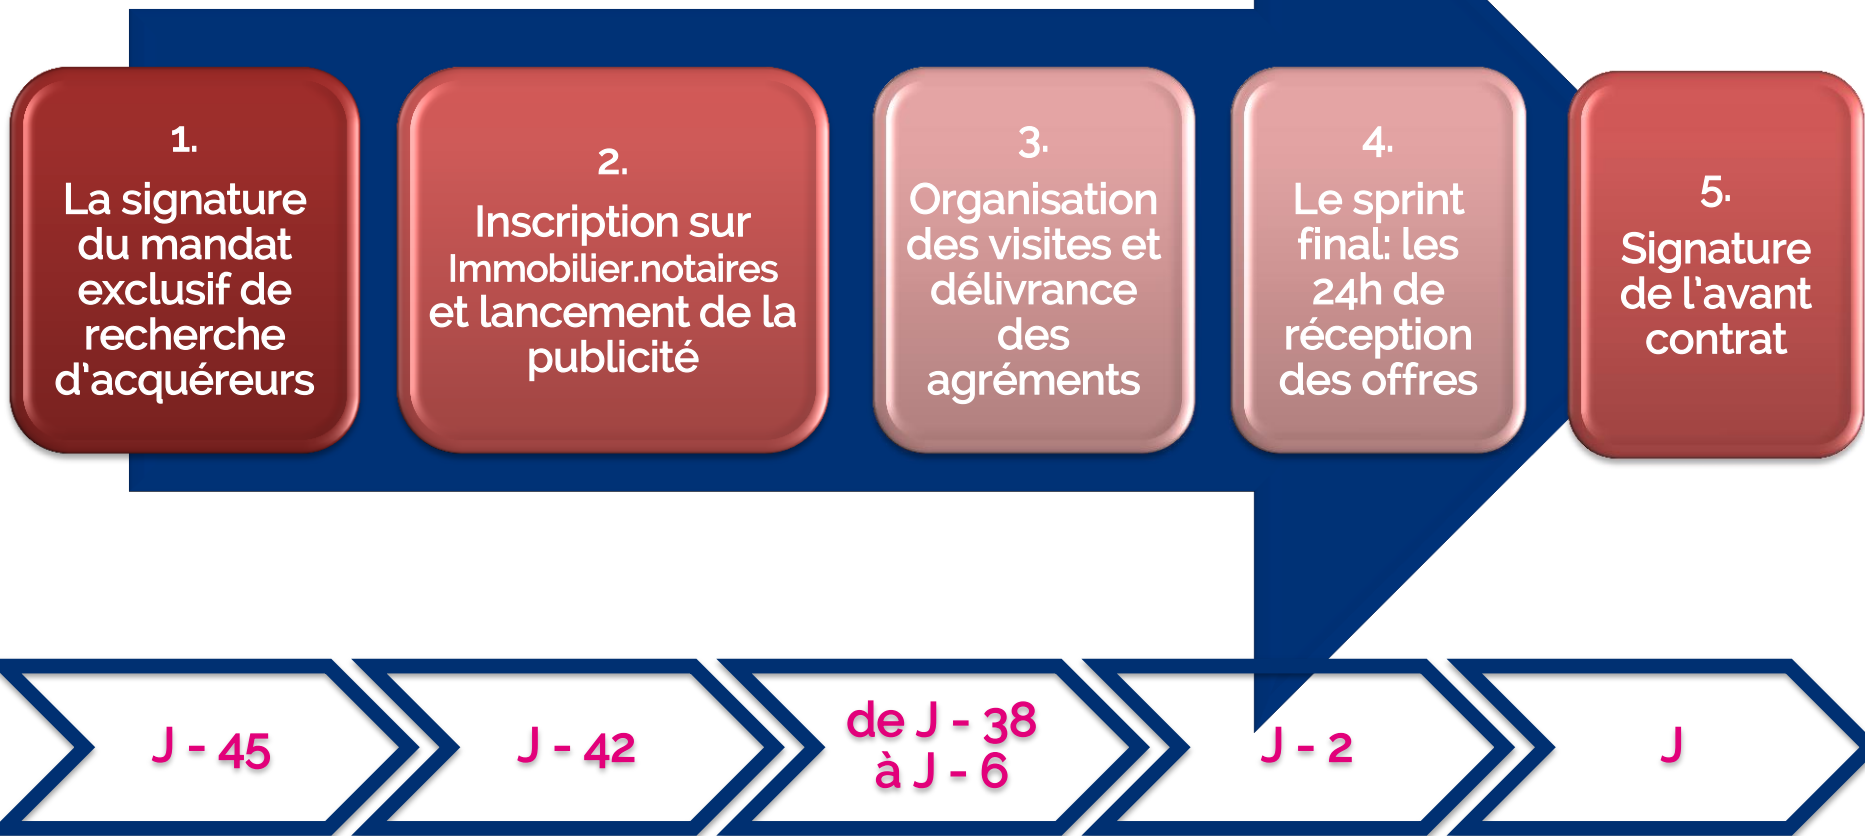 1.
La signature
du mandat
exclusif de
recherche
d'acquéreurs
2.
Inscription sur
Immobilier.notaires
et lancement de la
publicité
3.
Organisation
des visites et
délivrance
des
agréments
4.
Le sprint
final: les
24h de
réception
des offres
5.
Signature
de l'avant
contrat
J - 45
J - 42
de J - 38
à J - 6
J - 2
J